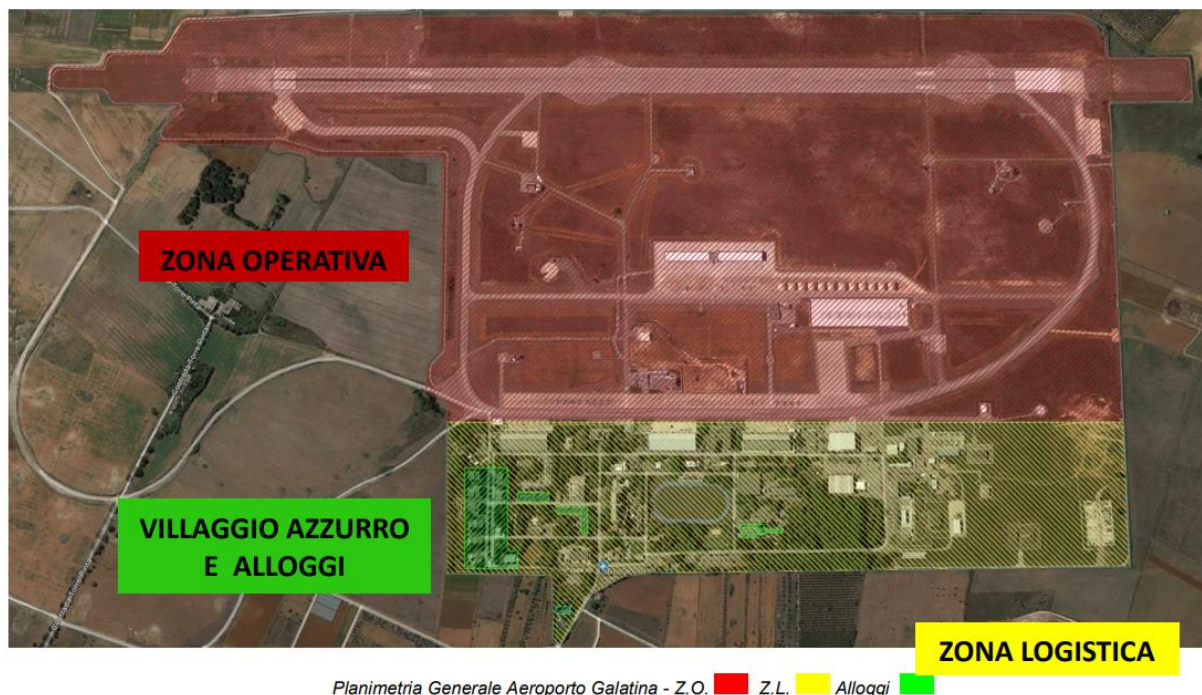 ZONA OPERATIVA
VILLAGGIO AZZURRO
E ALLOGGI
ZONA LOGISTICA
Planimetria Generale Aeroporto Galatina - Z.O. Z.L. Alloggi